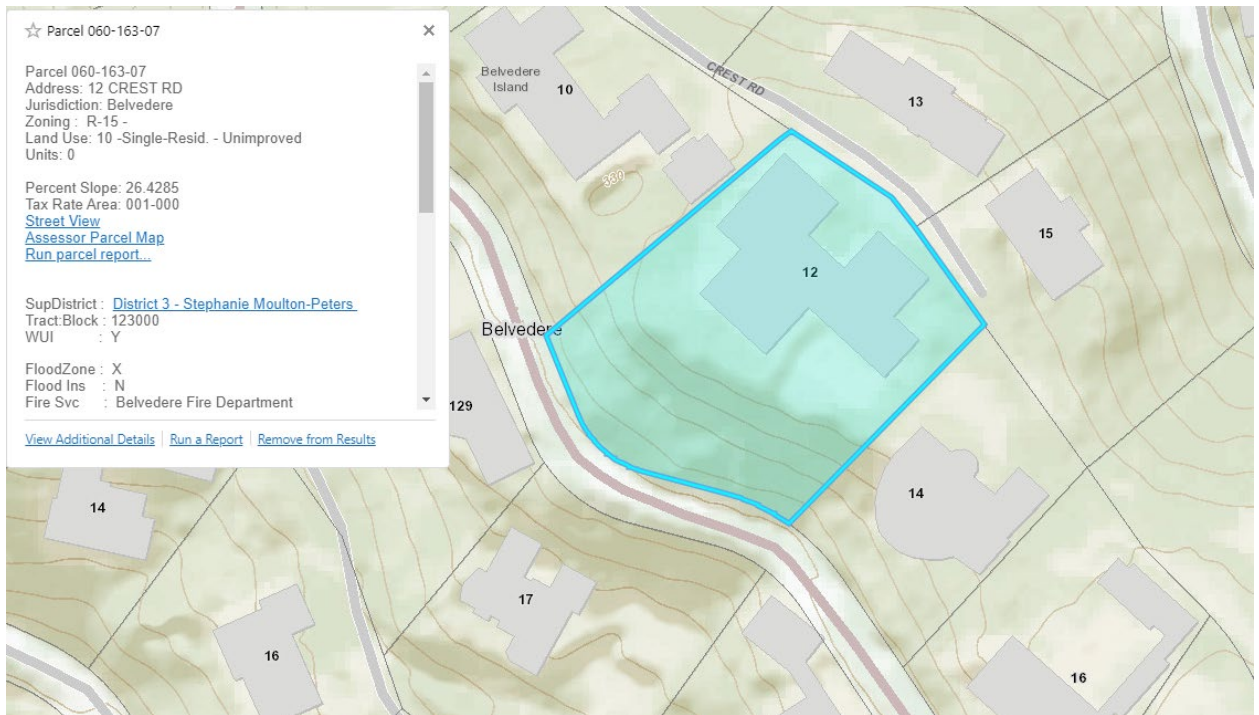 Parcel 060-163-07
Parcel 060-163-07
Address: 12 CREST RD
Jurisdiction: Belvedere
Zoning : R-15 -
Land Use: 10 -Single-Resid. - Unimproved
Units: 0
Percent Slope: 26.4285
Tax Rate Area: 001-000
Street View
Assessor Parcel Map
Run parcel report...
SupDistrict : District 3 - Stephanie Moulton-Peters
Tract:Block : 123000
WUI : Y
FloodZone : X
Flood Ins : N
Fire Svc : Belvedere Fire Department
View Additional Details
Run a Report
Remove from Results
Belvedere
Island
10
CREST RD
13
330
15
12
Belvedere
129
14
14
17
16
16